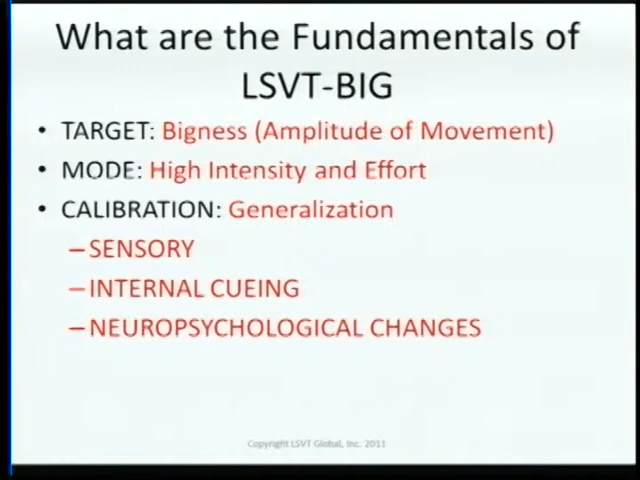 What are the Fundamentals of
LSVT-BIG
• TARGET: Bigness (Amplitude of Movement)
• MODE: High Intensity and Effort
• CALIBRATION: Generalization
–SENSORY
–INTERNAL CUEING
–NEUROPSYCHOLOGICAL CHANGES
Copyright LSVT Global, Inc. 2011